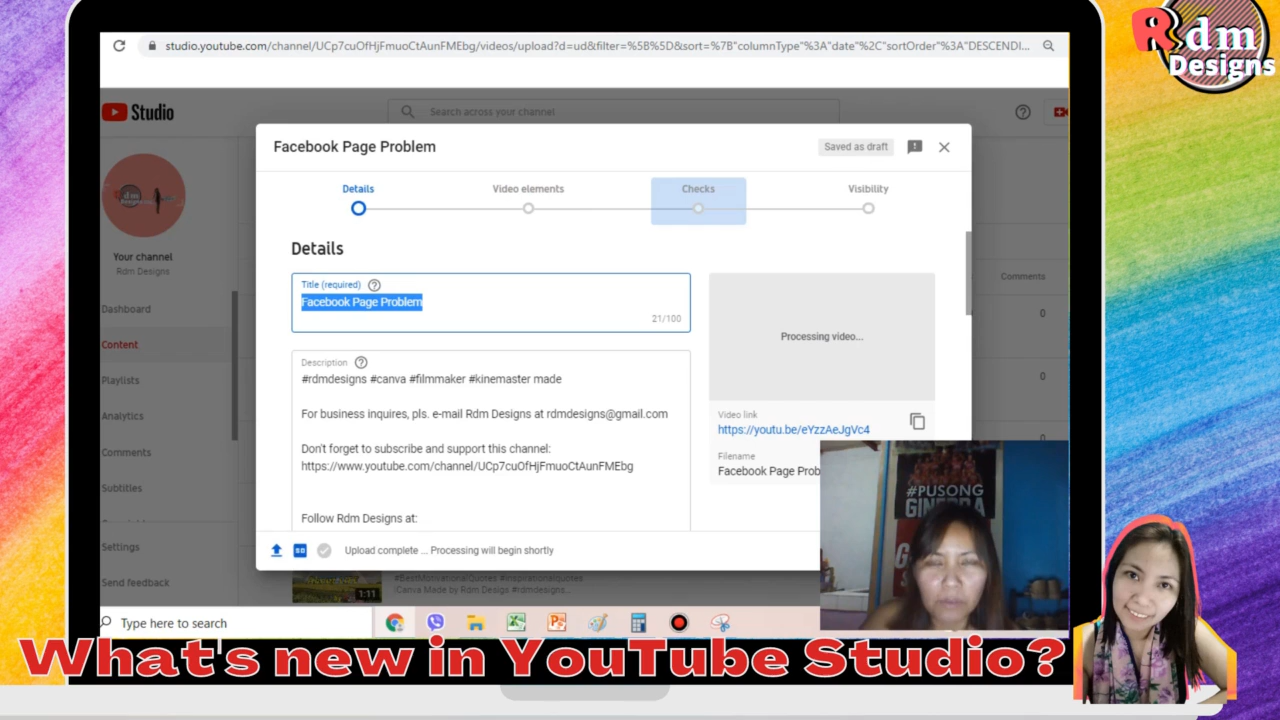 Rdm
Designs
studio.youtube.com/channel/UCp7cuOfHjFmuoCtAunFMEbg/videos/upload?d=ud&filter=%5B%5D&sort=%7B"columnType"%3A"date"%2C"sortOrder"%3A"DESCENDI...
Studio
Search across your channel
Facebook Page Problem
Saved as draft
Details
Video elements
Checks
Visibility
Your channel
Rdm Designs
Dashboard
Content
Playlists
Analytics
Comments
Subtitles
Settings
Send feedback
Details
Title (required)
Facebook Page Problem
21/100
Description
#rdmdesigns #canva #filmmaker #kinemaster made
For business inquires, pls. e-mail Rdm Designs at rdmdesigns@gmail.com
Don't forget to subscribe and support this channel:
https://www.youtube.com/channel/UCp7cuOfHjFmuoCtAunFMEbg
Follow Rdm Designs at:
Processing video...
Video link
https://youtu.be/eYzzAeJgVc4
Filename
Facebook Page Prob
Comments
0
0
0
SD
Upload complete ... Processing will begin shortly
#BestMotivationalQuotes #inspirationalquotes
1:11
#PUSONG
GINEBRA
Type here to search
What's new in YouTube Studio?